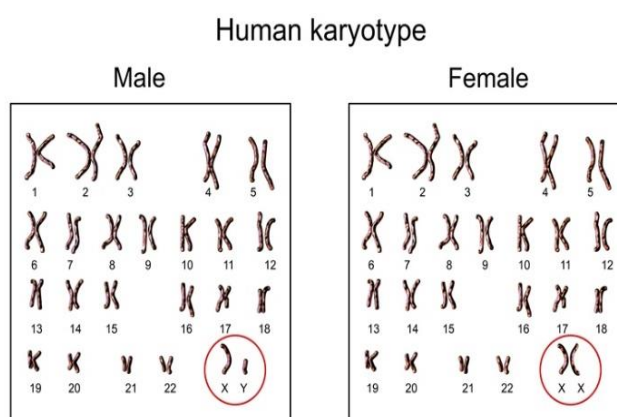 Human karyotype
Male
1 2 3 4 5
6 7 8 9 10 11 12
13 14 15 16 17 18
19 20 21 22 X Y
Female
1 2 3 4 5
6 7 8 9 10 11 12
13 14 15 16 17 18
19 20 21 22 X X